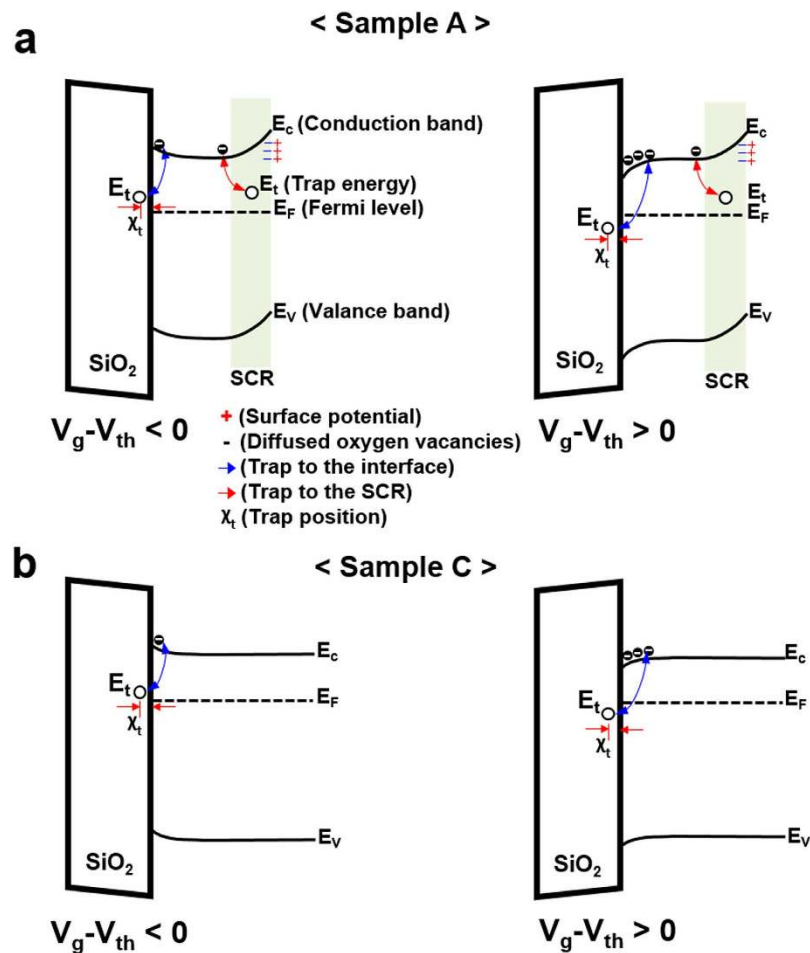 < Sample A >
a
Ec (Conduction band)
Et (Trap energy)
EF (Fermi level)
Et
χt
EV (Valance band)
SiO2
SCR
Vg-Vth < 0
Ec
Et
EF
Et
χt
EV
SiO2
SCR
Vg-Vth > 0
+ (Surface potential)
- (Diffused oxygen vacancies)
(Trap to the interface)
(Trap to the SCR)
χt (Trap position)
b
< Sample C >
Ec
Et
EF
χt
EV
SiO2
Vg-Vth < 0
Ec
EF
Et
χt
EV
SiO2
Vg-Vth > 0